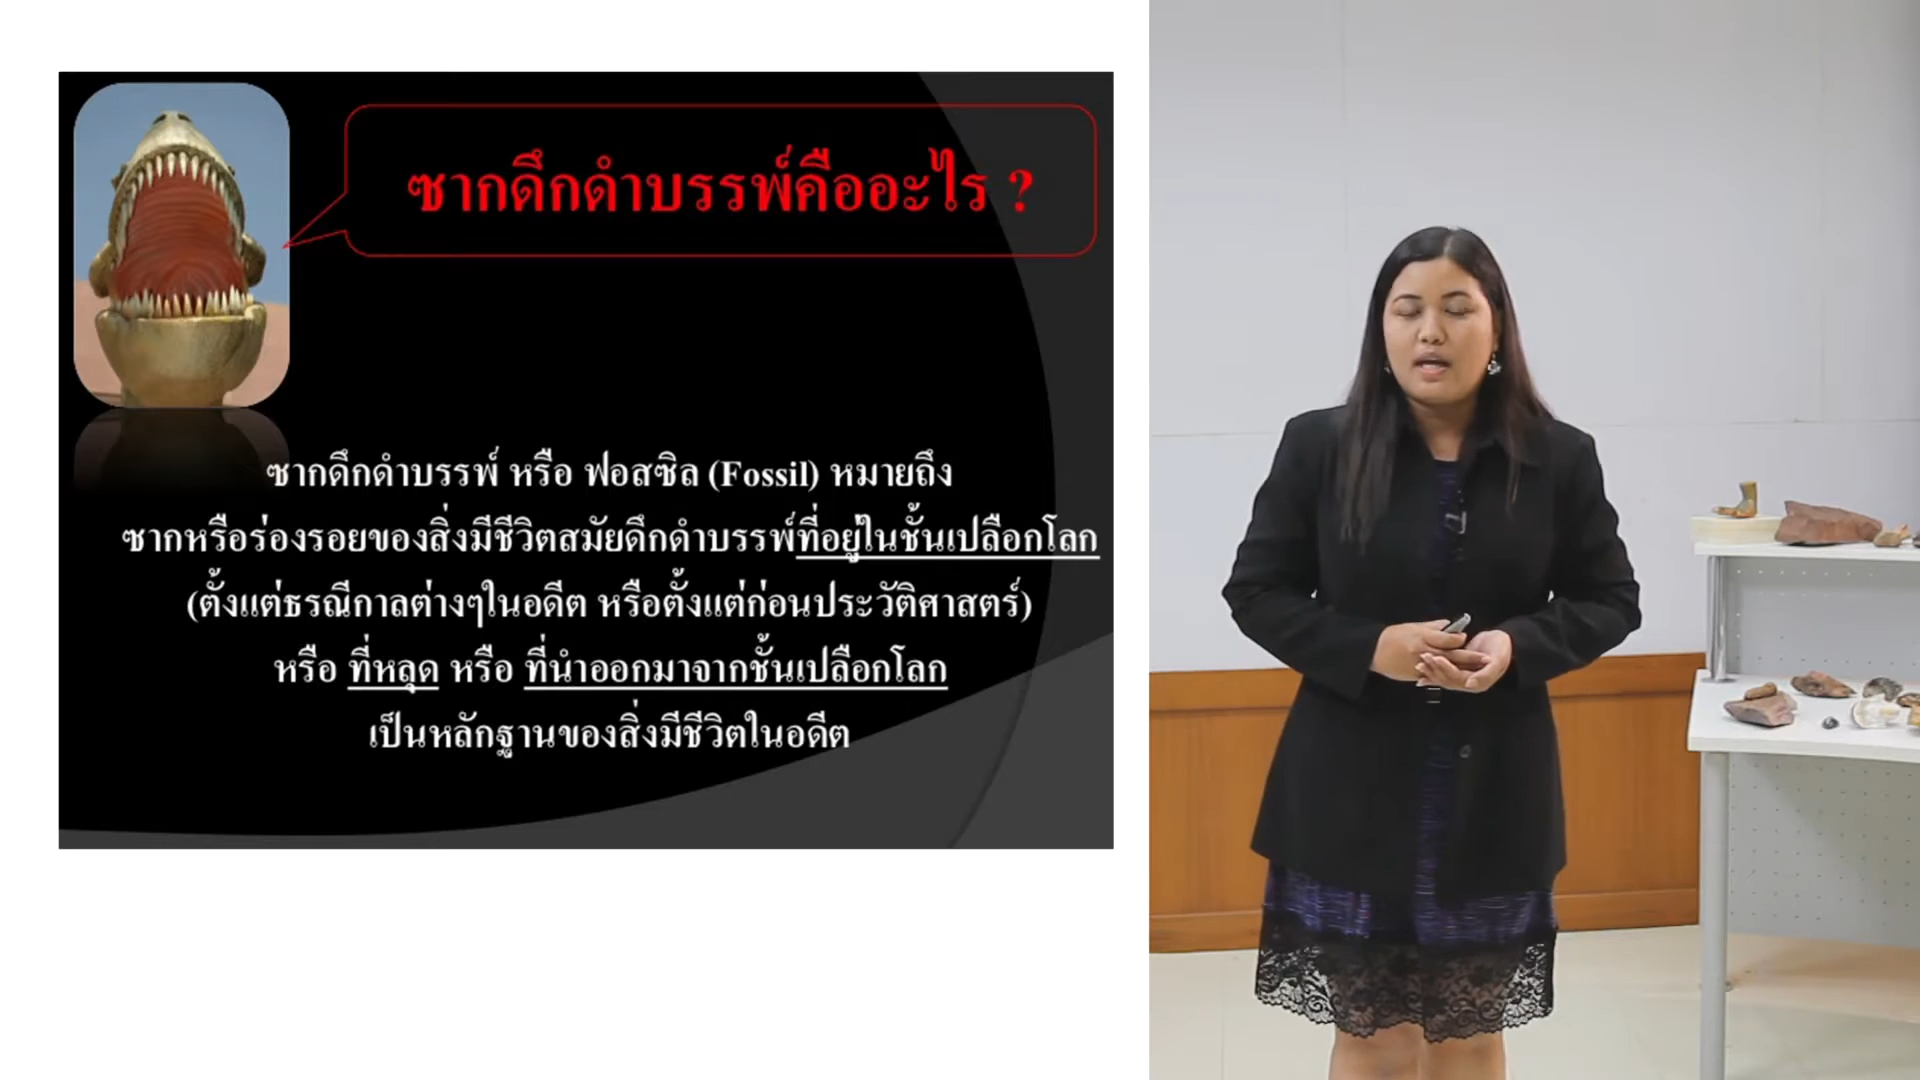 ซากดึกดำบรรพ์คืออะไร ?
ซากดึกดำบรรพ์ หรือ ฟอสซิล (Fossil) หมายถึง
ซากหรือร่องรอยของสิ่งมีชีวิตสมัยดึกดำบรรพ์ที่อยู่ในชั้นเปลือกโลก
(ตั้งแต่ธรณีกาลต่างๆในอดีต หรือตั้งแต่ก่อนประวัติศาสตร์)
หรือ ที่หลุด หรือ ที่นำออกมาจากชั้นเปลือกโลก
เป็นหลักฐานของสิ่งมีชีวิตในอดีต